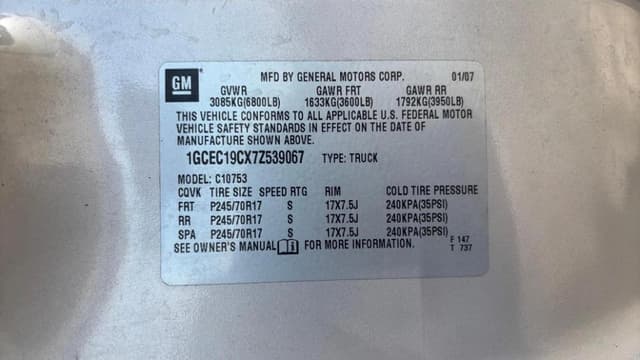 GM MFD BY GENERAL MOTORS CORP. 01/07
GVWR GAWR FRT GAWR RR
3085KG(6800LB) 1633KG(3600LB) 1792KG(3950LB)
THIS VEHICLE CONFORMS TO ALL APPLICABLE U.S. FEDERAL MOTOR
VEHICLE SAFETY STANDARDS IN EFFECT ON THE DATE OF
MANUFACTURE SHOWN ABOVE.
1GCEC19CX7Z539067 TYPE: TRUCK
MODEL: C10753
CQVK TIRE SIZE SPEED RTG RIM COLD TIRE PRESSURE
FRT P245/70R17 S 17X7.5J 240KPA(35PSI)
RR P245/70R17 S 17X7.5J 240KPA(35PSI)
SPA P245/70R17 S 17X7.5J 240KPA(35PSI)
SEE OWNER'S MANUAL FOR MORE INFORMATION.
F 147
T 737